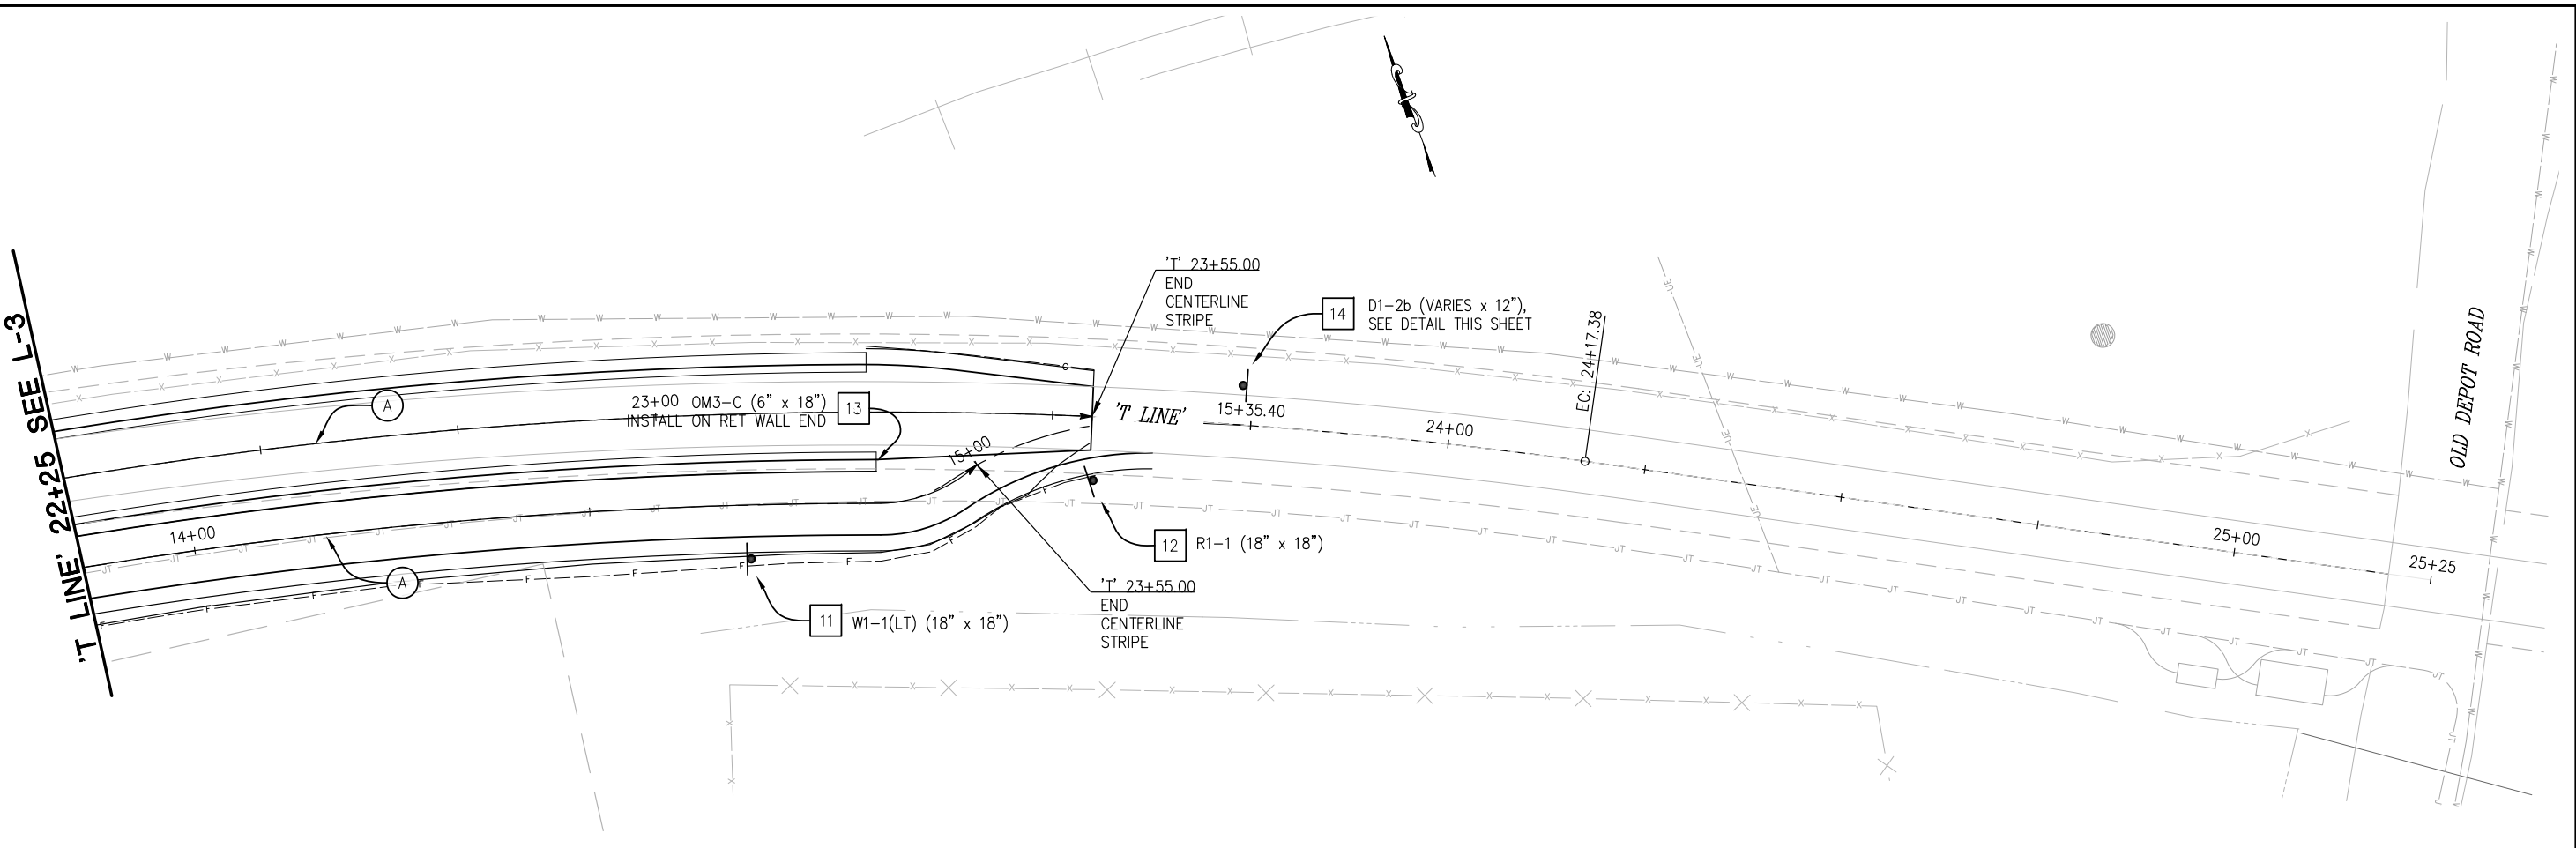 'T LINE' 22+25 SEE L-3
'T' 23+55.00
END
CENTERLINE
STRIPE
14
D1-2b (VARIES x 12"),
SEE DETAIL THIS SHEET
EC: 24+17.38
OLD DEPOT ROAD
A
23+00 OM3-C (6" x 18")
INSTALL ON RET WALL END
13
'T LINE'
15+35.40
24+00
15+00
14+00
25+00
25+25
12
R1-1 (18" x 18")
A
'T' 23+55.00
END
CENTERLINE
STRIPE
11
W1-1(LT) (18" x 18")